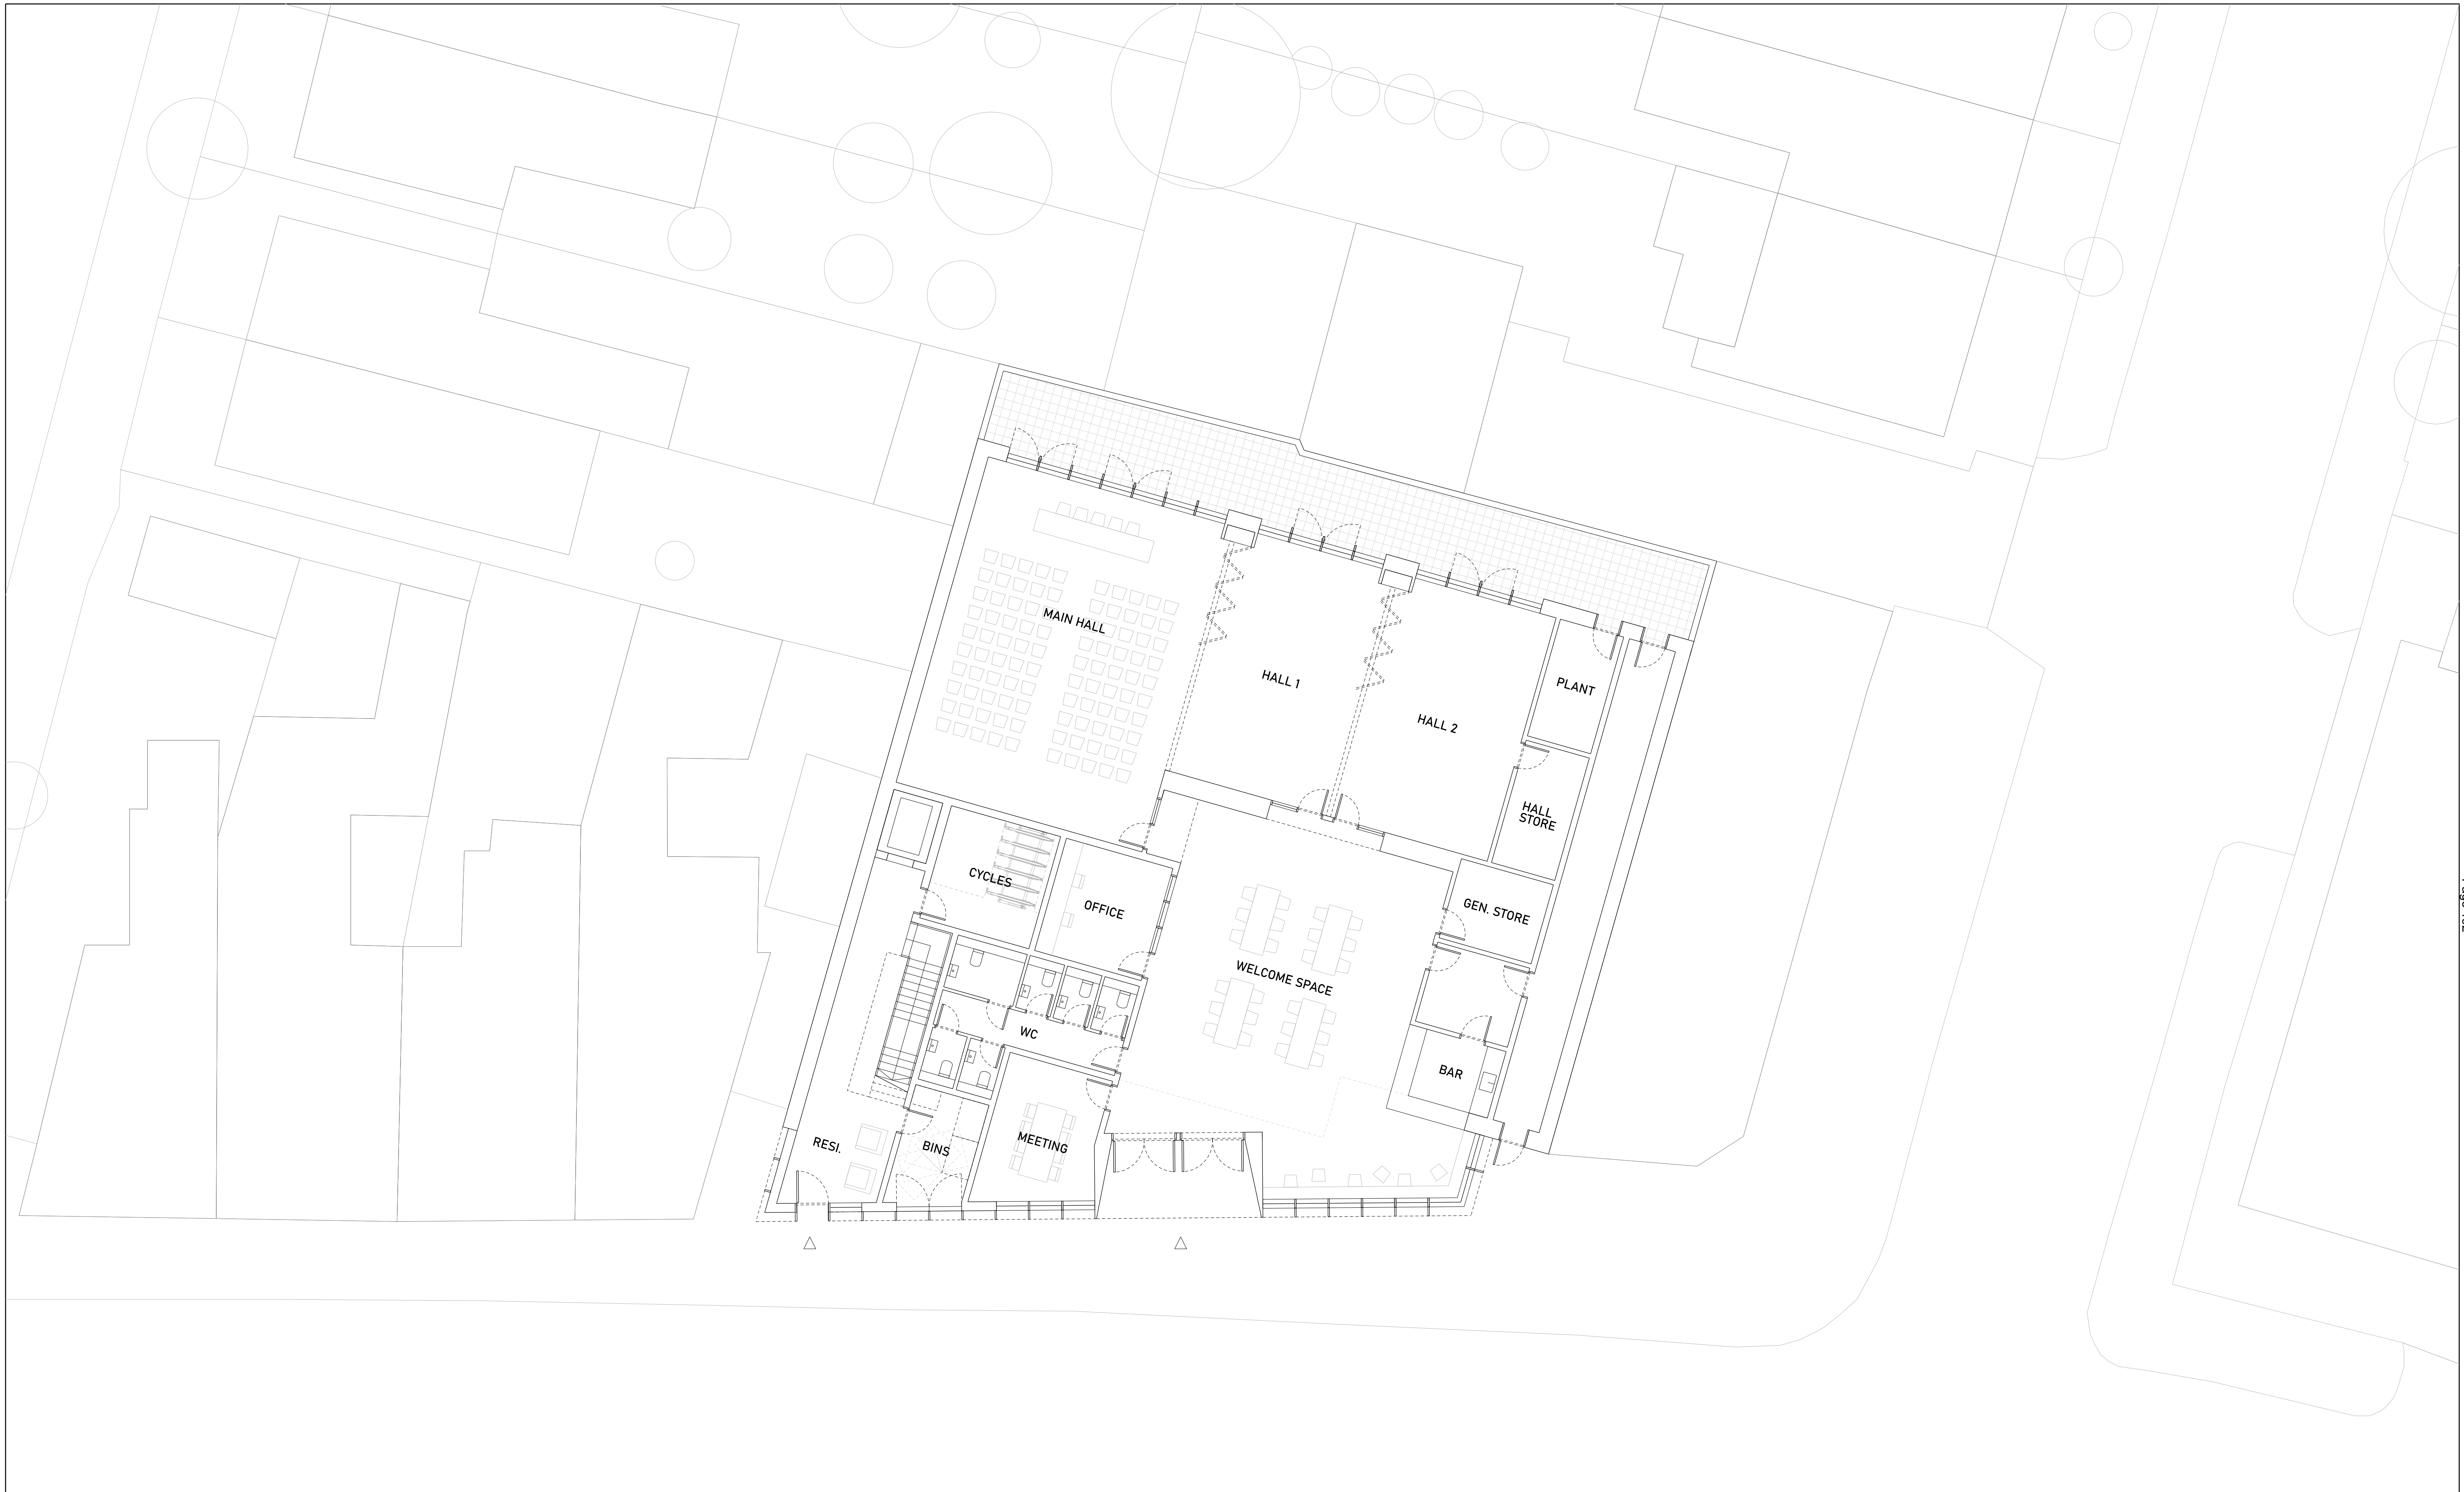 MAIN HALL
HALL 1
HALL 2
PLANT
HALL
STORE
CYCLES
OFFICE
GEN. STORE
WELCOME SPACE
WC
BAR
MEETING
BINS
RESI.